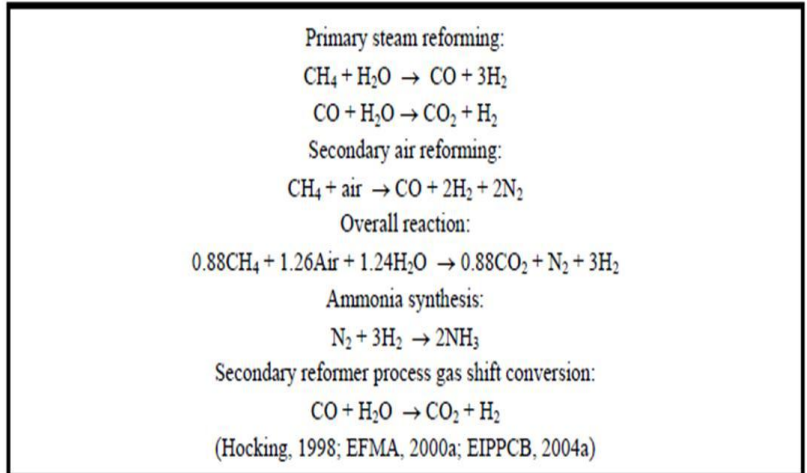 Primary steam reforming:
CH₄ + H₂O → CO + 3H₂
CO + H₂O → CO₂ + H₂
Secondary air reforming:
CH₄ + air → CO + 2H₂ + 2N₂
Overall reaction:
0.88CH₄ + 1.26Air + 1.24H₂O → 0.88CO₂ + N₂ + 3H₂
Ammonia synthesis:
N₂ + 3H₂ → 2NH₃
Secondary reformer process gas shift conversion:
CO + H₂O → CO₂ + H₂
(Hocking, 1998; EFMA, 2000a; EIPPCB, 2004a)